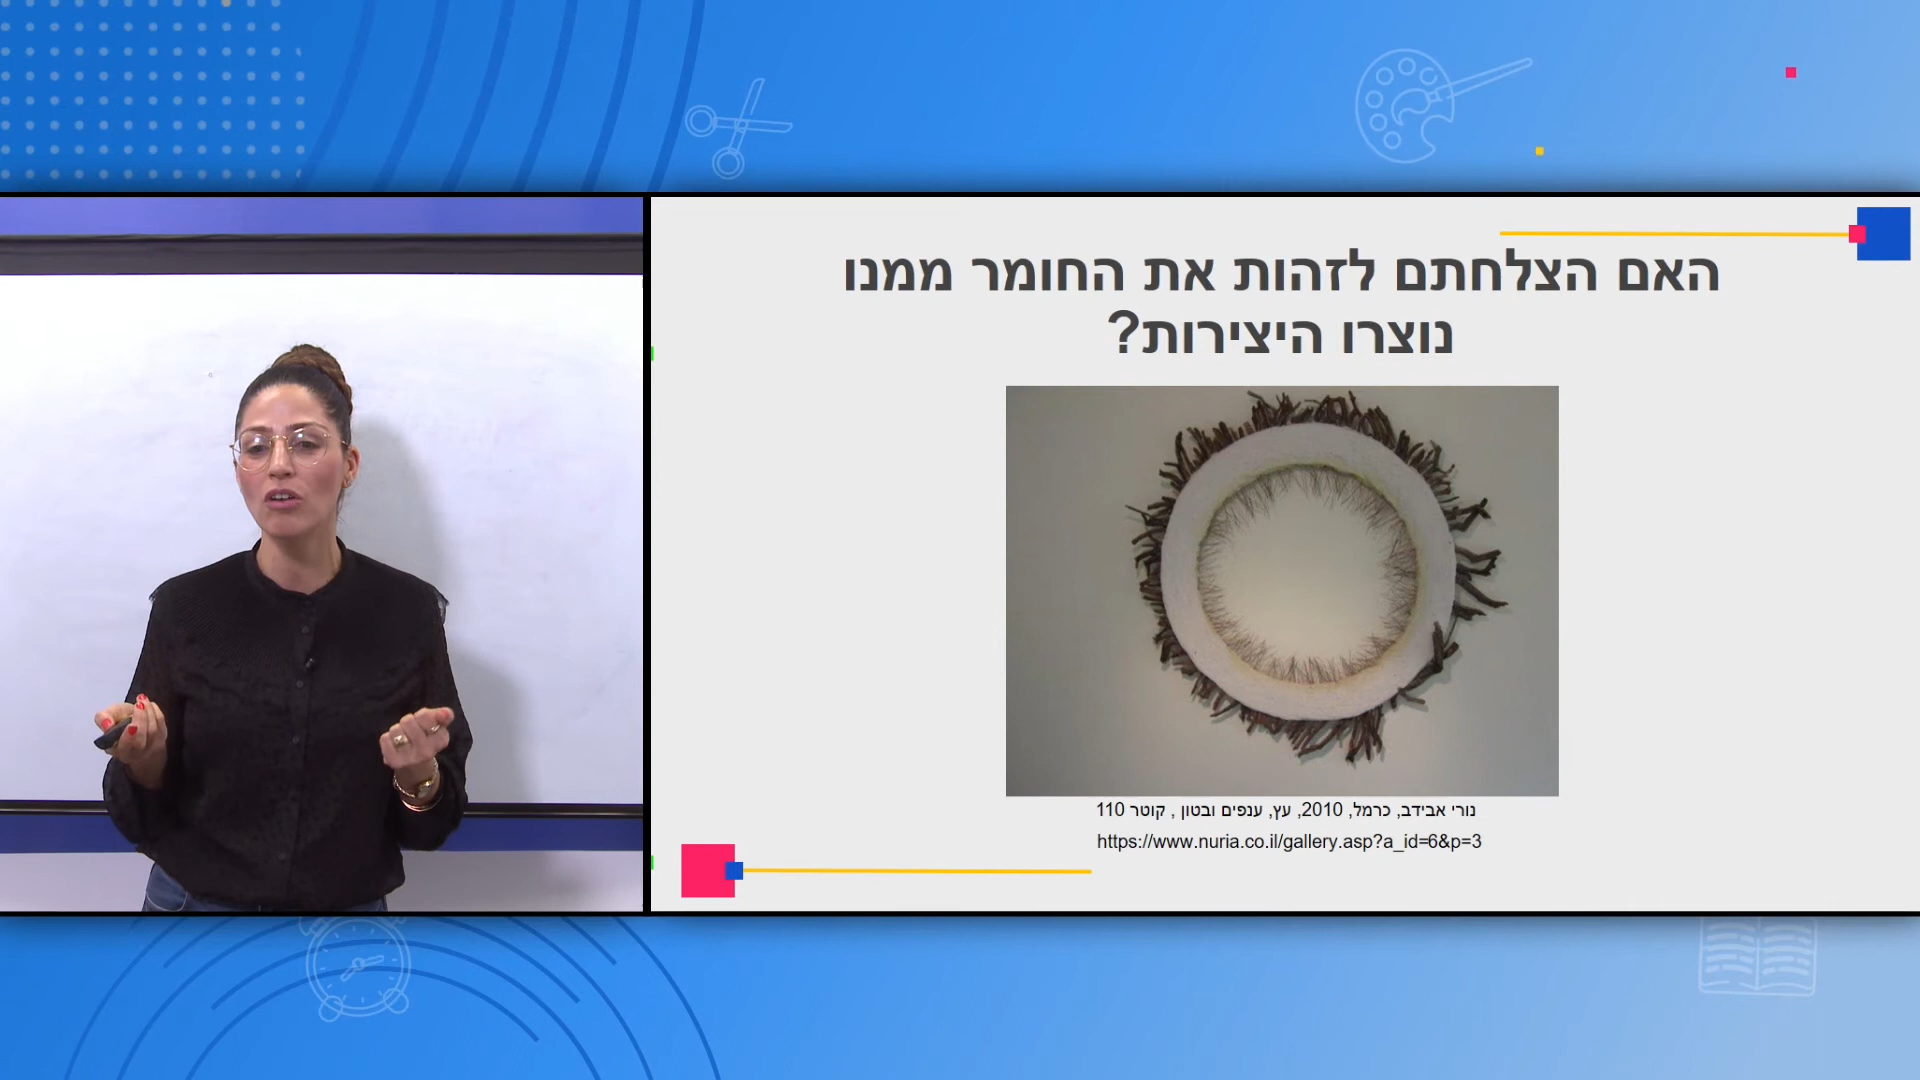 האם הצלחתם לזהות את החומר ממנו
נוצרו היצירות?
נורי אבידב, כרמל, 2010, עץ, ענפים ובטון , קוטר 110
https://www.nuria.co.il/gallery.asp?a_id=6&p=3